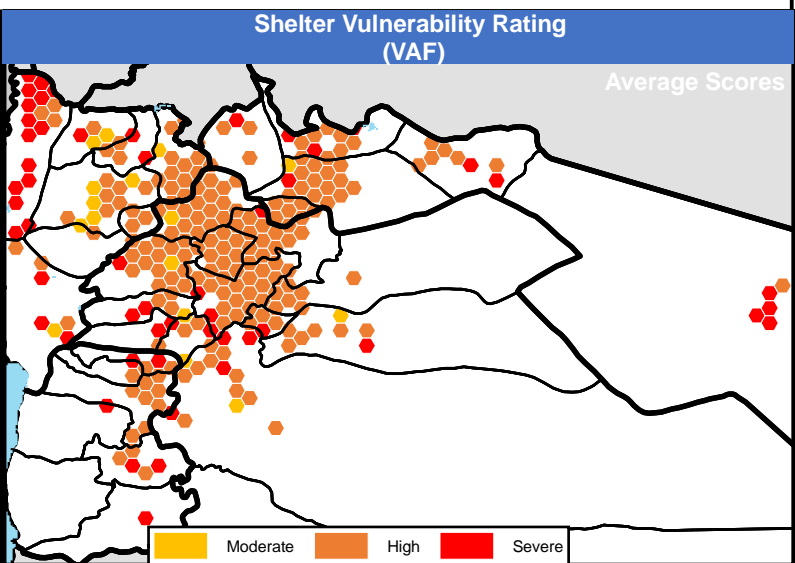 Shelter Vulnerability Rating
(VAF)
Average Scores
Moderate
High
Severe